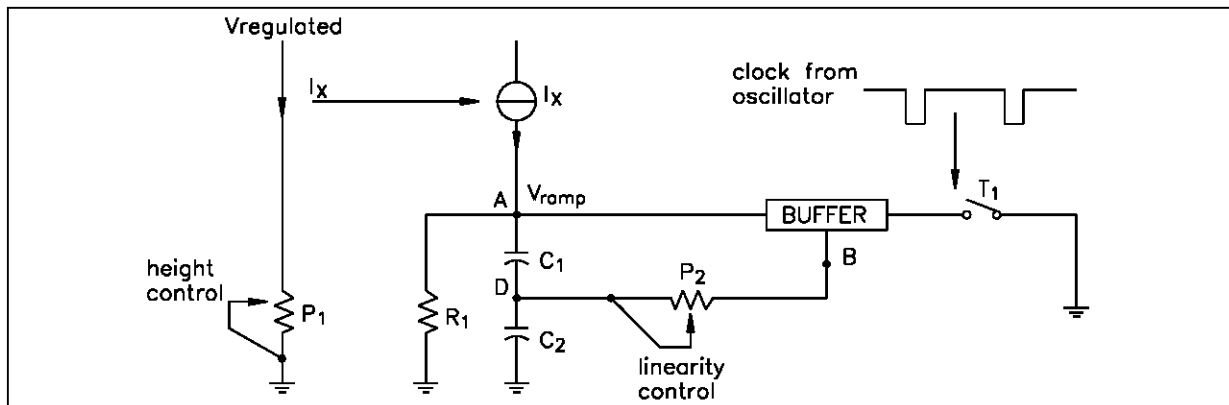 Vregulated
Ix
Ix
clock from
oscillator
A
Vramp
BUFFER
T1
B
C1
D
P2
height
control
P1
R1
C2
linearity
control